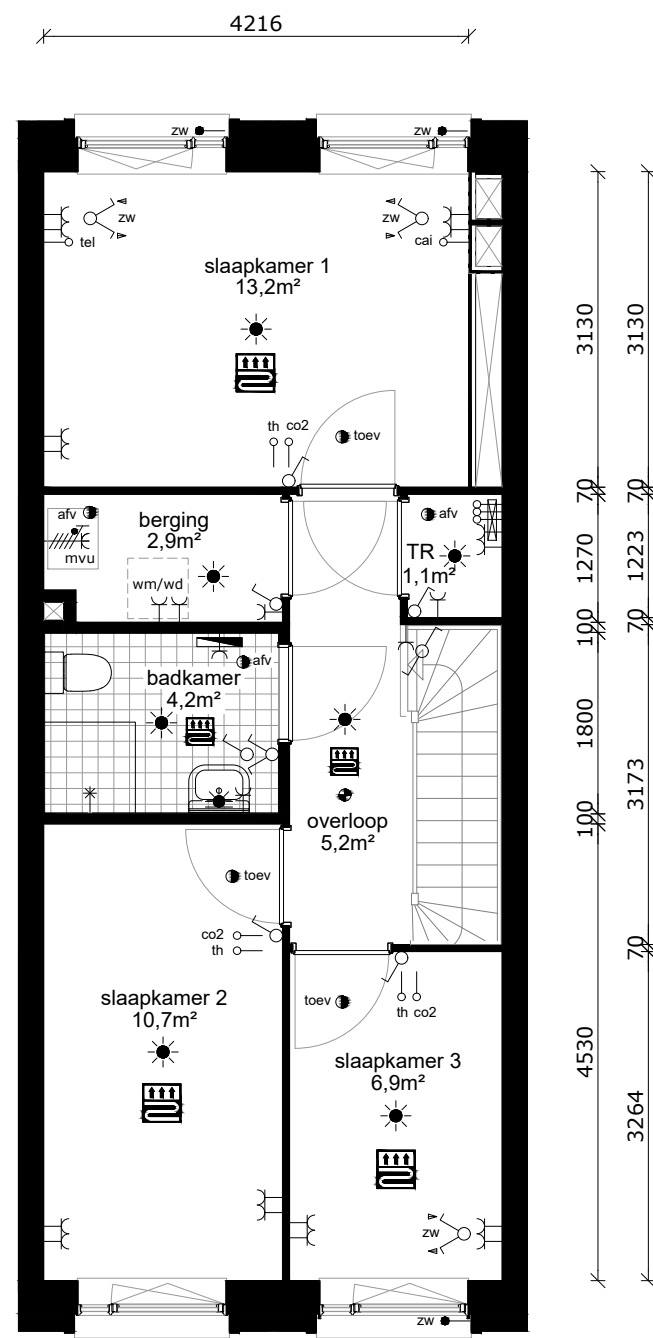 4216
zw
zw
zw
zw
tel
cai
slaapkamer 1
13,2m²
3130
3130
th co2
toev
70
70
afv
mvu
berging
2,9m²
wm/wd
afv
TR
1,1m²
1270
1223
100
70
afv
badkamer
4,2m²
1800
3173
overloop
5,2m²
100
toev
co2
th
70
slaapkamer 2
10,7m²
toev
th co2
slaapkamer 3
6,9m²
4530
3264
zw
zw